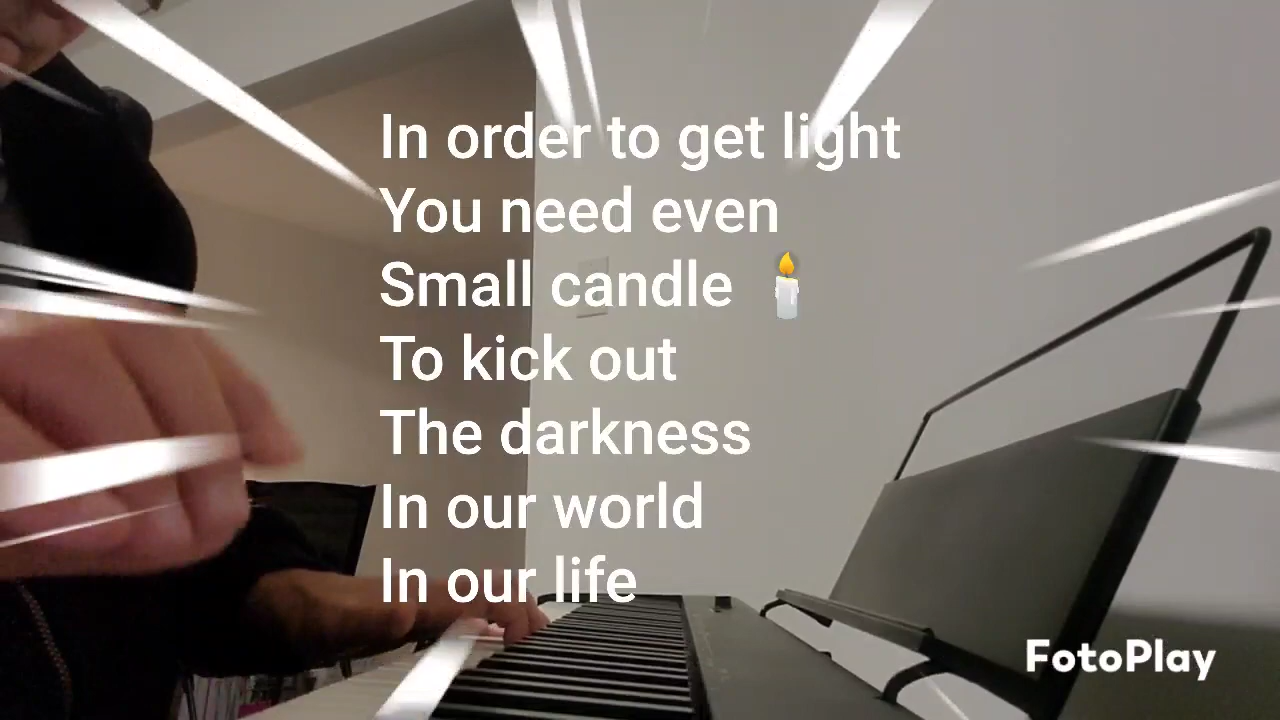 In order to get light
You need even
Small candle 🕯️
To kick out
The darkness
In our world
In our life
FotoPlay